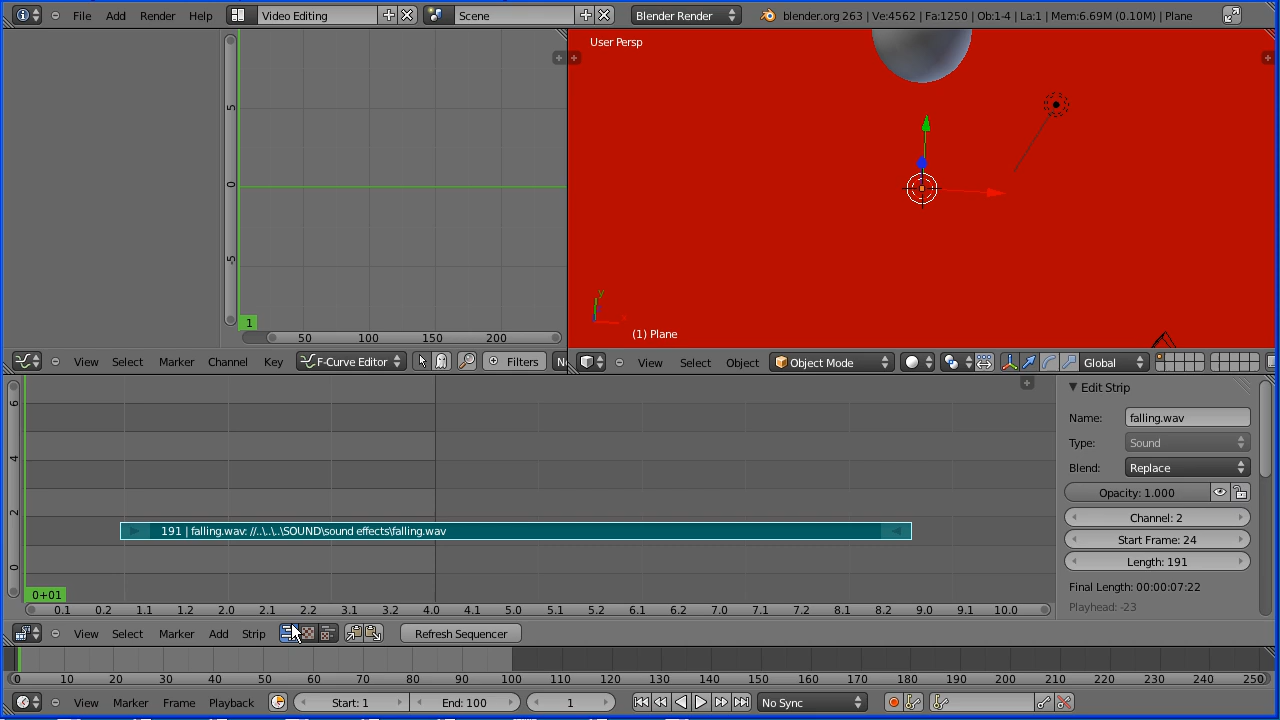 File Add Render Help Video Editing Scene Blender Render blender.org 263 | Ve:4562 | Fa:1250 | Ob:1-4 | La:1 | Mem:6.69M (0.10M) | Plane
User Persp
5
0
-5
1
50 100 150 200
y
x
(1) Plane
View Select Marker Channel Key F-Curve Editor Filters
View Select Object Object Mode Global
6
4
2
0
191 | falling.wav: //..\..\..\SOUND\sound effects\falling.wav
0+01
0.1 0.2 1.1 1.2 2.0 2.1 2.2 3.1 3.2 4.0 4.1 5.0 5.1 5.2 6.1 6.2 7.0 7.1 7.2 8.1 8.2 9.0 9.1 10.0
Edit Strip
Name: falling.wav
Type: Sound
Blend: Replace
Opacity: 1.000
Channel: 2
Start Frame: 24
Length: 191
Final Length: 00:00:07:22
Playhead: -23
View Select Marker Add Strip Refresh Sequencer
0 10 20 30 40 50 60 70 80 90 100 110 120 130 140 150 160 170 180 190 200 210 220 230 240 250
View Marker Frame Playback Start: 1 End: 100 1 No Sync